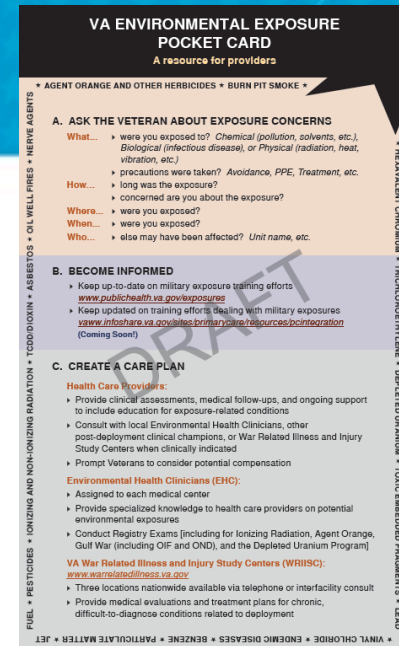 VA ENVIRONMENTAL EXPOSURE
POCKET CARD
A resource for providers
★ AGENT ORANGE AND OTHER HERBICIDES ★ BURN PIT SMOKE ★
A. ASK THE VETERAN ABOUT EXPOSURE CONCERNS
What... ▸ were you exposed to? Chemical (pollution, solvents, etc.),
Biological (infectious disease), or Physical (radiation, heat,
vibration, etc.)
▸ precautions were taken? Avoidance, PPE, Treatment, etc.
How... ▸ long was the exposure?
▸ concerned are you about the exposure?
Where... ▸ were you exposed?
When... ▸ were you exposed?
Who... ▸ else may have been affected? Unit name, etc.
B. BECOME INFORMED
▸ Keep up-to-date on military exposure training efforts
www.publichealth.va.gov/exposures
▸ Keep updated on training efforts dealing with military exposures
vaww.infoshare.va.gov/sites/primarycare/resources/pcintegration
(Coming Soon!)
DRAFT
C. CREATE A CARE PLAN
Health Care Providers:
▸ Provide clinical assessments, medical follow-ups, and ongoing support
to include education for exposure-related conditions
▸ Consult with local Environmental Health Clinicians, other
post-deployment clinical champions, or War Related Illness and Injury
Study Centers when clinically indicated
▸ Prompt Veterans to consider potential compensation
Environmental Health Clinicians (EHC):
▸ Assigned to each medical center
▸ Provide specialized knowledge to health care providers on potential
environmental exposures
▸ Conduct Registry Exams [including for Ionizing Radiation, Agent Orange,
Gulf War (including OIF and OND), and the Depleted Uranium Program]
VA War Related Illness and Injury Study Centers (WRIISC):
www.warrelatedillness.va.gov
▸ Three locations nationwide available via telephone or interfacility consult
▸ Provide medical evaluations and treatment plans for chronic,
difficult-to-diagnose conditions related to deployment
★ HEXAVALENT CHROMIUM ★ TRICHLOROETHYLENE ★ DEPLETED URANIUM ★ TOXIC EMBEDDED FRAGMENTS ★ LEAD
★ VINYL CHLORIDE ★ ENDEMIC DISEASES ★ BENZENE ★ PARTICULATE MATTER ★ JET
FUEL ★ PESTICIDES ★ IONIZING AND NON-IONIZING RADIATION ★ TCDD/DIOXIN ★ ASBESTOS ★ OIL WELL FIRES ★ NERVE AGENTS